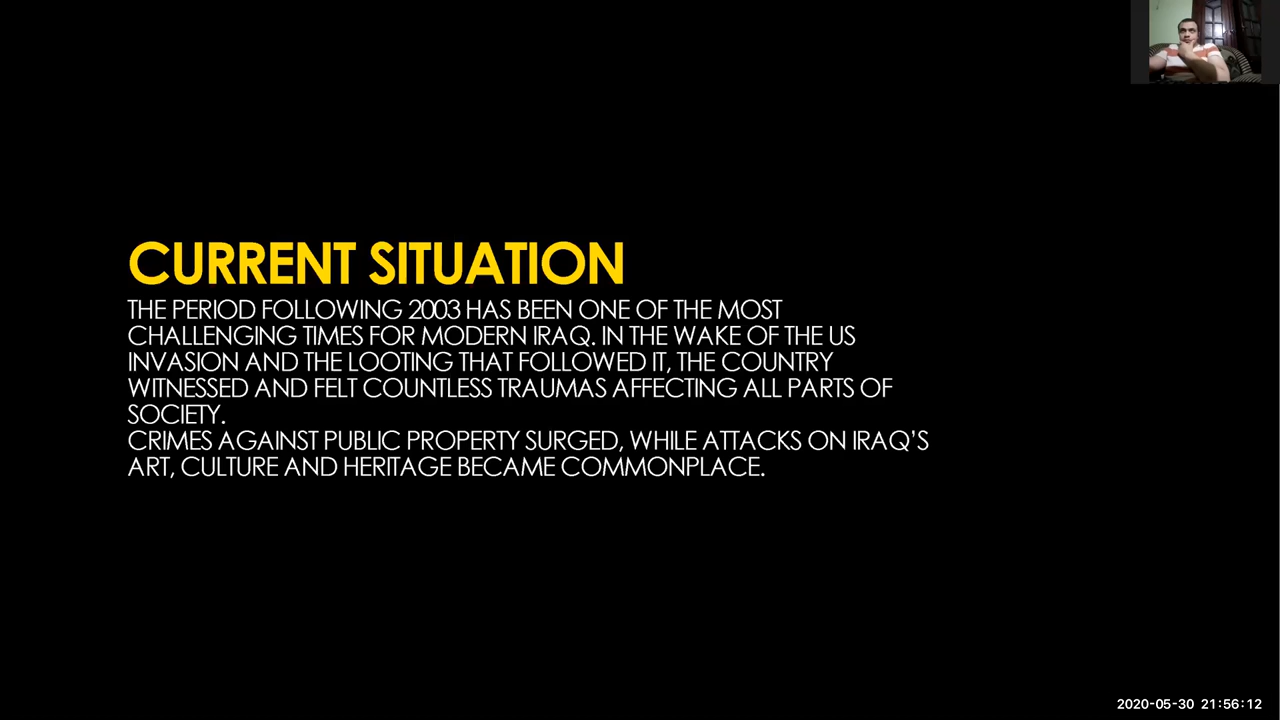 CURRENT SITUATION
THE PERIOD FOLLOWING 2003 HAS BEEN ONE OF THE MOST
CHALLENGING TIMES FOR MODERN IRAQ. IN THE WAKE OF THE US
INVASION AND THE LOOTING THAT FOLLOWED IT, THE COUNTRY
WITNESSED AND FELT COUNTLESS TRAUMAS AFFECTING ALL PARTS OF
SOCIETY.
CRIMES AGAINST PUBLIC PROPERTY SURGED, WHILE ATTACKS ON IRAQ’S
ART, CULTURE AND HERITAGE BECAME COMMONPLACE.
2020-05-30 21:56:12